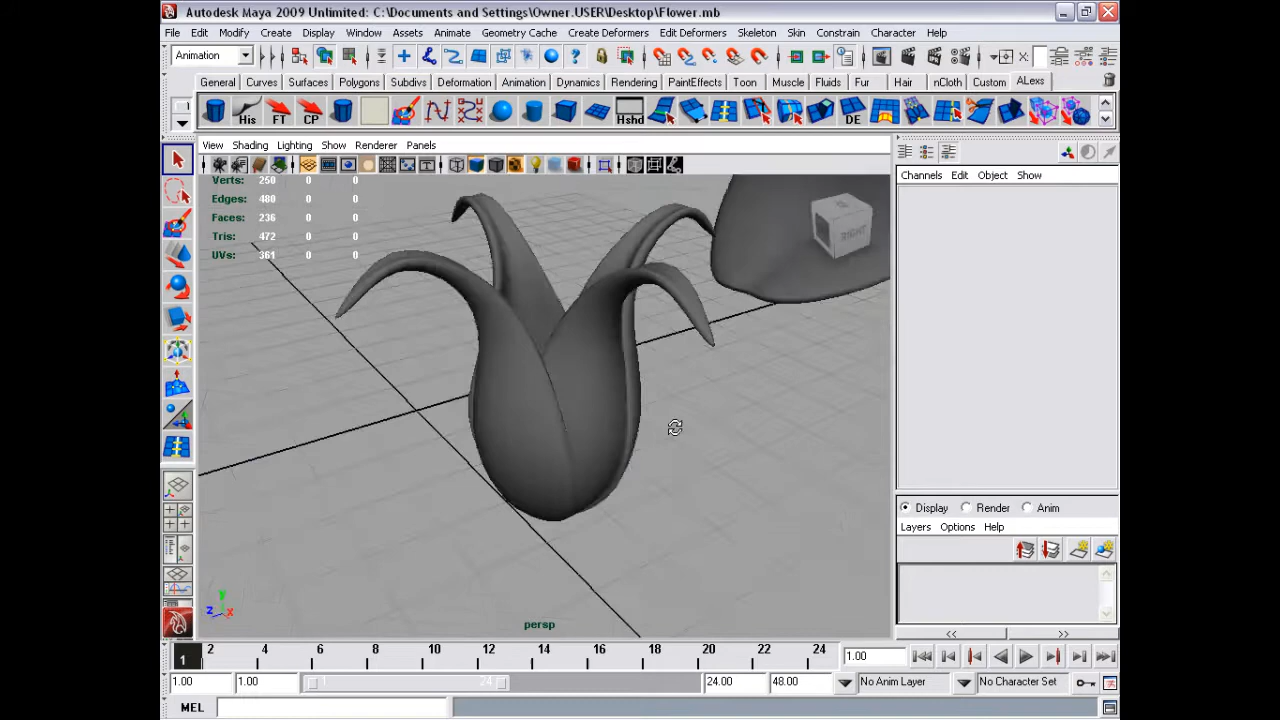 Autodesk Maya 2009 Unlimited: C:\Documents and Settings\Owner.USER\Desktop\Flower.mb
File Edit Modify Create Display Window Assets Animate Geometry Cache Create Deformers Edit Deformers Skeleton Skin Constrain Character Help
Animation
General Curves Surfaces Polygons Subdivs Deformation Animation Dynamics Rendering PaintEffects Toon Muscle Fluids Fur Hair nCloth Custom ALexs
His FT CP Hshd DE
View Shading Lighting Show Renderer Panels
Verts: 250 0 0
Edges: 480 0 0
Faces: 236 0 0
Tris: 472 0 0
UVs: 361 0 0
RIGHT
Channels Edit Object Show
Display Render Anim
Layers Options Help
y
z x
persp
<< >>
1 2 4 6 8 10 12 14 16 18 20 22 24 1.00
1.00 1.00 1 24 24.00 48.00 No Anim Layer No Character Set
MEL